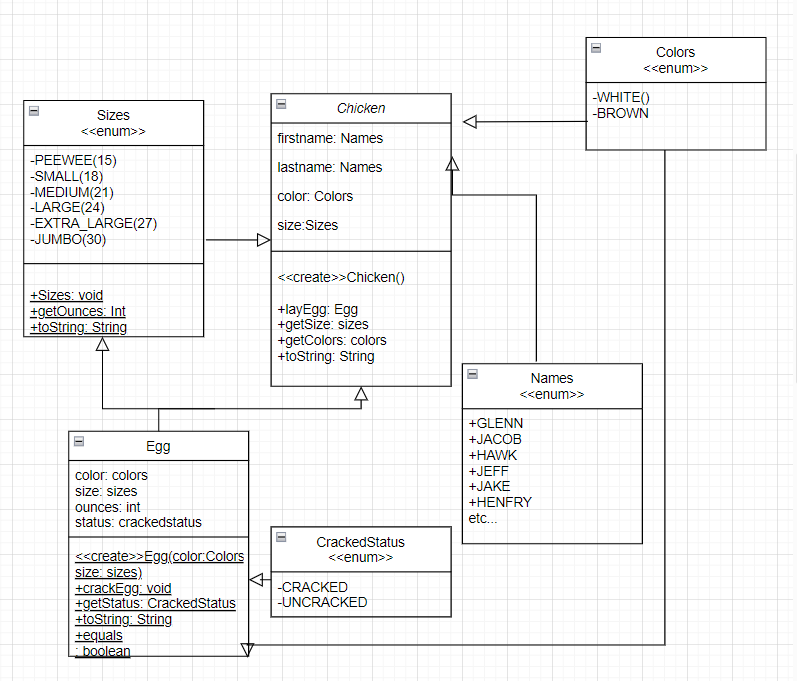 Colors
<<enum>>
-WHITE()
-BROWN
Sizes
<<enum>>
-PEEWEE(15)
-SMALL(18)
-MEDIUM(21)
-LARGE(24)
-EXTRA_LARGE(27)
-JUMBO(30)
+Sizes: void
+getOunces: Int
+toString: String
Chicken
firstname: Names
lastname: Names
color: Colors
size:Sizes
<<create>>Chicken()
+layEgg: Egg
+getSize: sizes
+getColors: colors
+toString: String
Names
<<enum>>
+GLENN
+JACOB
+HAWK
+JEFF
+JAKE
+HENFRY
etc...
Egg
color: colors
size: sizes
ounces: int
status: crackedstatus
<<create>>Egg(color:Colors
size: sizes)
+crackEgg: void
+getStatus: CrackedStatus
+toString: String
+equals
: boolean
CrackedStatus
<<enum>>
-CRACKED
-UNCRACKED